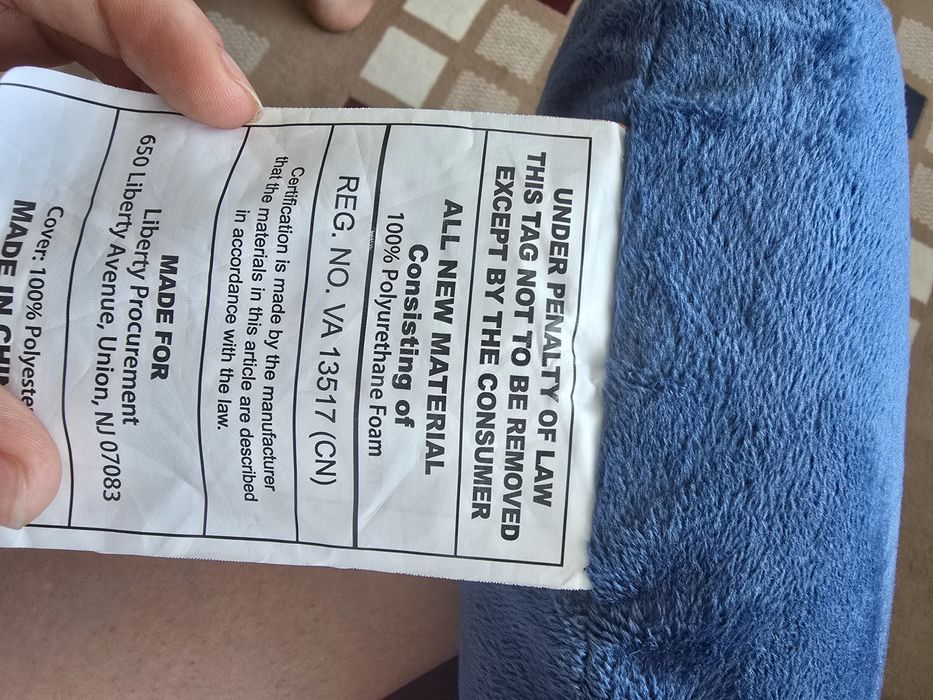 UNDER PENALTY OF LAW
THIS TAG NOT TO BE REMOVED
EXCEPT BY THE CONSUMER
ALL NEW MATERIAL
Consisting of
100% Polyurethane Foam
REG. NO. VA 13517 (CN)
Certification is made by the manufacturer
that the materials in this article are described
in accordance with the law.
MADE FOR
Liberty Procurement
650 Liberty Avenue, Union, NJ 07083
Cover: 100%
MADE IN